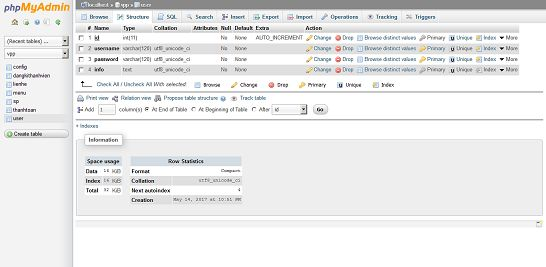 phpMyAdmin
(Recent tables) ...
vpp
config
dangkithanhvien
lienhe
menu
sp
thanhtoan
user
Create table
localhost » vpp » user
Browse Structure SQL Search Insert Export Import Operations Tracking Triggers
# Name Type Collation Attributes Null Default Extra Action
1 id int(11) No None AUTO_INCREMENT Change Drop Browse distinct values Primary Unique Index More
2 username varchar(120) utf8_unicode_ci No None Change Drop Browse distinct values Primary Unique Index More
3 password varchar(120) utf8_unicode_ci No None Change Drop Browse distinct values Primary Unique Index More
4 info text utf8_unicode_ci No None Change Drop Browse distinct values Primary Unique Index More
Check All / Uncheck All With selected: Browse Change Drop Primary Unique Index
Print view Relation view Propose table structure Track table
Add 1 column(s) At End of Table At Beginning of Table After id Go
+ Indexes
Information
Space usage
Data 16 KiB
Index 16 KiB
Total 32 KiB
Row Statistics
Format Compact
Collation utf8_unicode_ci
Next autoindex 4
Creation May 14, 2017 at 10:51 PM